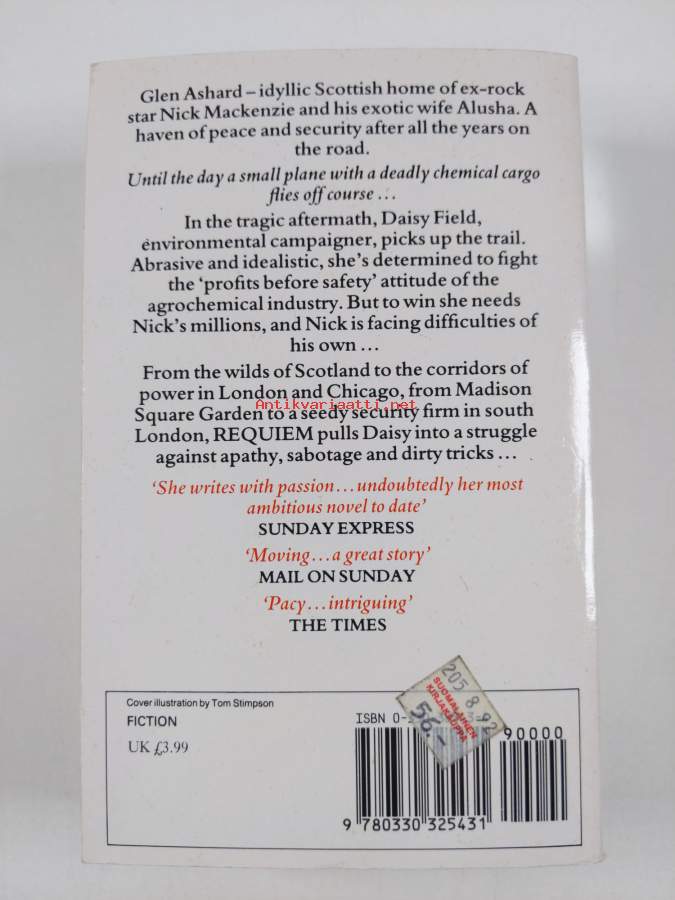 Glen Ashard – idyllic Scottish home of ex-rock
star Nick Mackenzie and his exotic wife Alusha. A
haven of peace and security after all the years on
the road.
Until the day a small plane with a deadly chemical cargo
flies off course ...
In the tragic aftermath, Daisy Field,
environmental campaigner, picks up the trail.
Abrasive and idealistic, she's determined to fight
the ‘profits before safety’ attitude of the
agrochemical industry. But to win she needs
Nick's millions, and Nick is facing difficulties of
his own ...
From the wilds of Scotland to the corridors of
power in London and Chicago, from Madison
Antikvariaatti.net
Square Garden to a seedy security firm in south
London, REQUIEM pulls Daisy into a struggle
against apathy, sabotage and dirty tricks ...
‘She writes with passion...undoubtedly her most
ambitious novel to date’
SUNDAY EXPRESS
‘Moving...a great story’
MAIL ON SUNDAY
‘Pacy...intriguing’
THE TIMES
Cover illustration by Tom Stimpson
FICTION
UK £3.99
ISBN 0-
205 8.92
SUOMALAINEN
KIRJAKAUPPA
56.-
90000
9 780330 325431